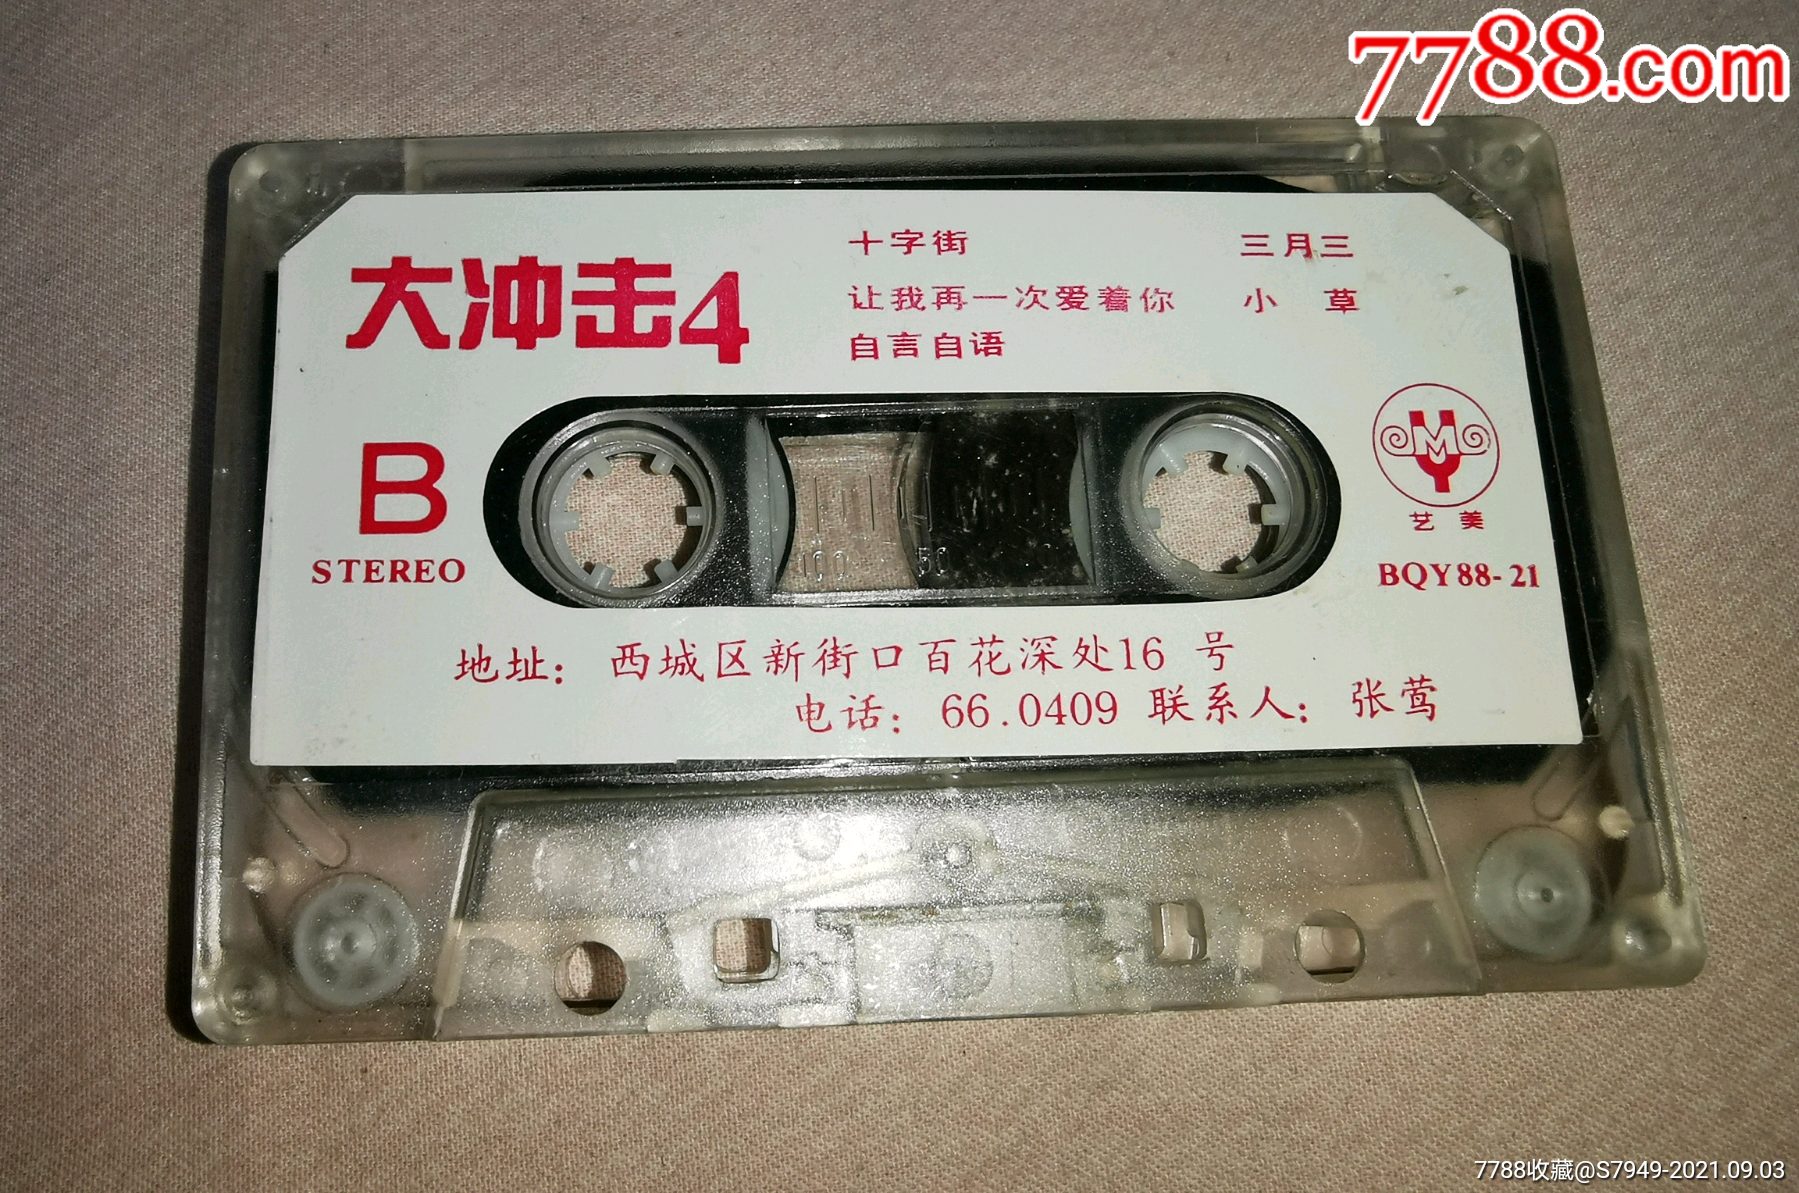 7788.com
大冲击4
十字街 三月三
让我再一次爱着你 小 草
自言自语
B
STEREO
MY
艺美
BQY88-21
100 50
地址： 西城区新街口百花深处16 号
电话： 66.0409 联系人： 张莺
7788收藏@S7949-2021.09.03